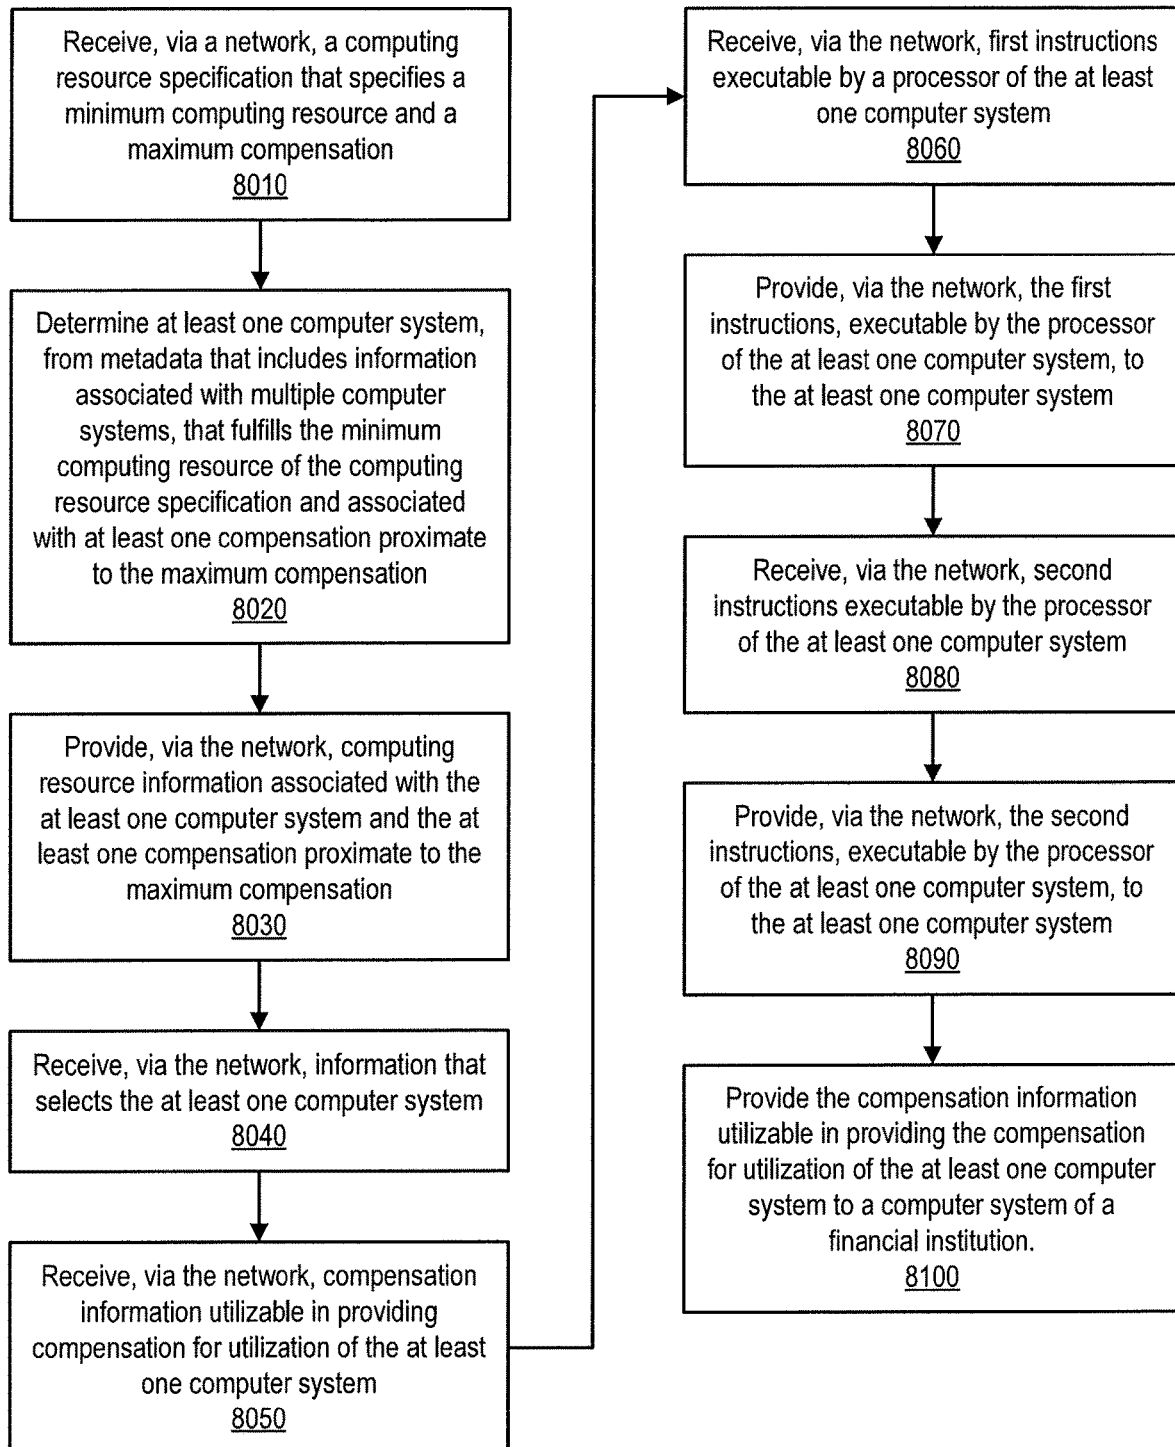 Receive, via a network, a computing
resource specification that specifies a
minimum computing resource and a
maximum compensation
8010
Determine at least one computer system,
from metadata that includes information
associated with multiple computer
systems, that fulfills the minimum
computing resource of the computing
resource specification and associated
with at least one compensation proximate
to the maximum compensation
8020
Provide, via the network, computing
resource information associated with the
at least one computer system and the at
least one compensation proximate to the
maximum compensation
8030
Receive, via the network, information that
selects the at least one computer system
8040
Receive, via the network, compensation
information utilizable in providing
compensation for utilization of the at least
one computer system
8050
Receive, via the network, first instructions
executable by a processor of the at least
one computer system
8060
Provide, via the network, the first
instructions, executable by the processor
of the at least one computer system, to
the at least one computer system
8070
Receive, via the network, second
instructions executable by the processor
of the at least one computer system
8080
Provide, via the network, the second
instructions, executable by the processor
of the at least one computer system, to
the at least one computer system
8090
Provide the compensation information
utilizable in providing the compensation
for utilization of the at least one computer
system to a computer system of a
financial institution.
8100